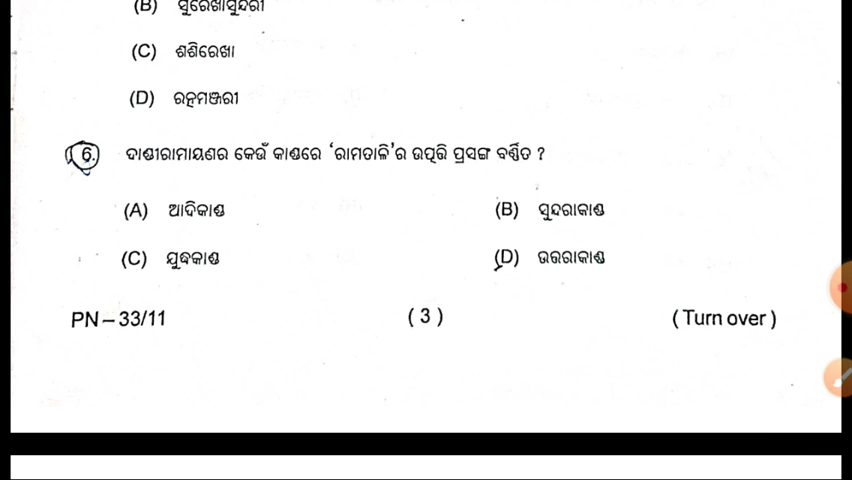 (B) ସୁରେଖାସୁନ୍ଦରୀ
(C) ଶଶିରେଖା
(D) ରତ୍ନମଞ୍ଜରୀ
6. ଦାଣ୍ଡୀରାମାୟଣର କେଉଁ କାଣ୍ଡରେ 'ରାମତାଳି'ର ଉତ୍ପତ୍ତି ପ୍ରସଙ୍ଗ ବର୍ଣ୍ଣିତ ?
(A) ଆଦିକାଣ୍ଡ (B) ସୁନ୍ଦରାକାଣ୍ଡ
(C) ଯୁଦ୍ଧକାଣ୍ଡ (D) ଉତ୍ତରାକାଣ୍ଡ
PN – 33/11 ( 3 ) ( Turn over )